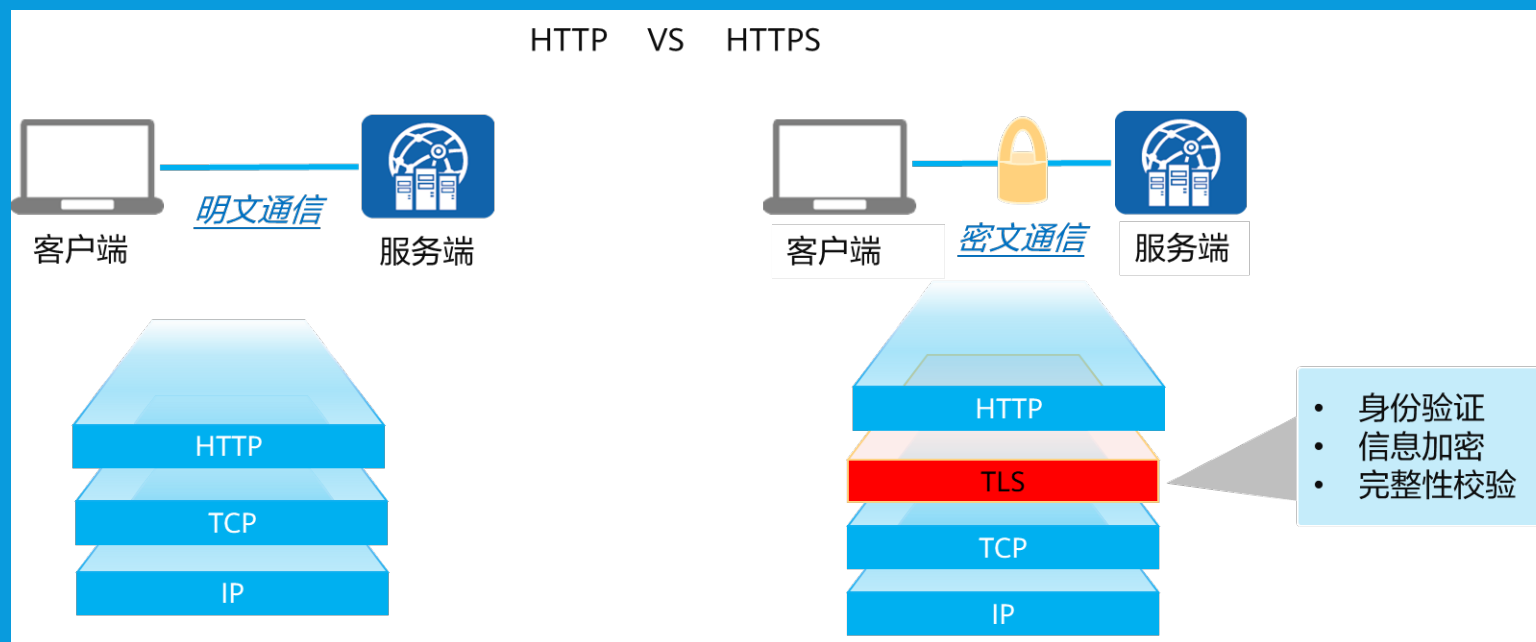 HTTP VS HTTPS
明文通信
客户端
服务端
HTTP
TCP
IP
密文通信
客户端
服务端
HTTP
TLS
TCP
IP
• 身份验证
• 信息加密
• 完整性校验